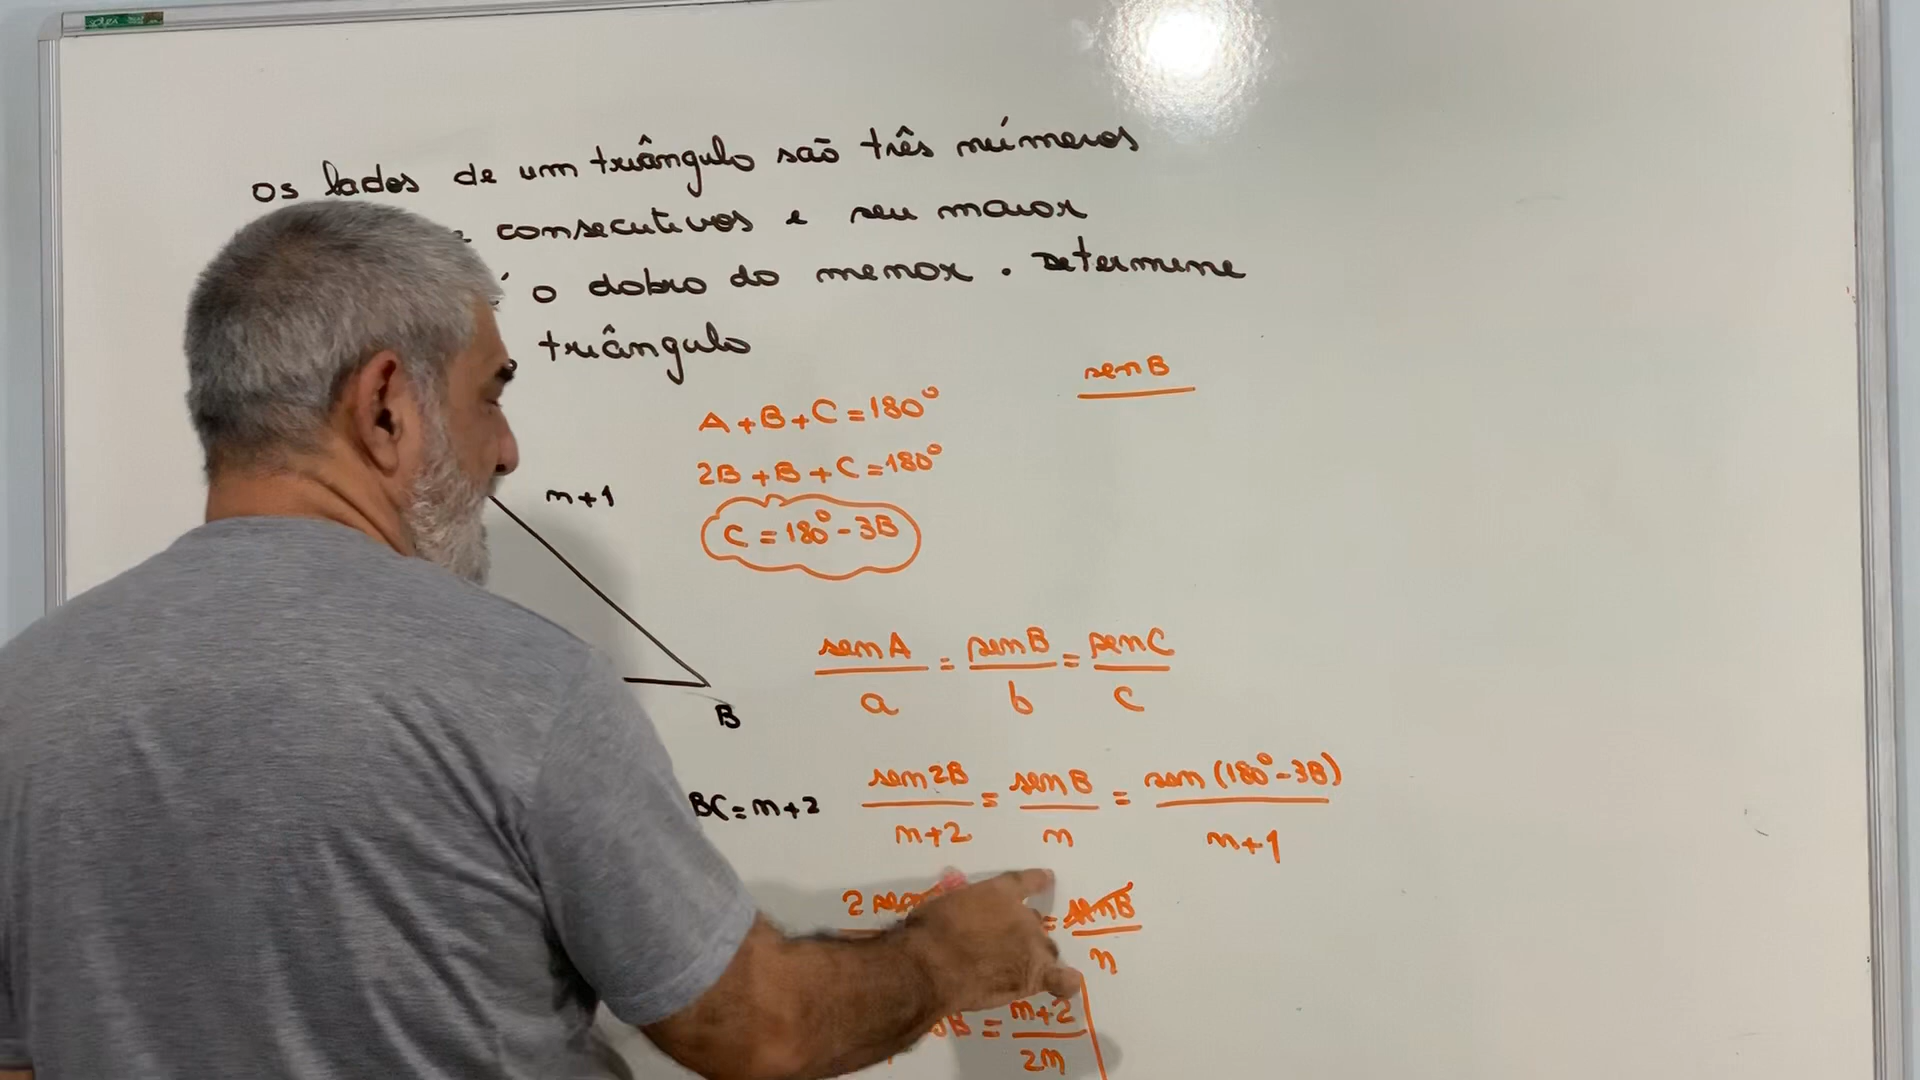 Os lados de um triângulo são três números
consecutivos e seu maior
é o dobro do menor. Determine
triângulo
sen B
A + B + C = 180°
2B + B + C = 180°
n+1
C = 180° - 3B
sen A / a = sen B / b = sen C / c
B
BC = n+2
sen 2B / n+2 = sen B / n = sen (180° - 3B) / n+1
2 sen = sen B / n
B = n+2 / 2n